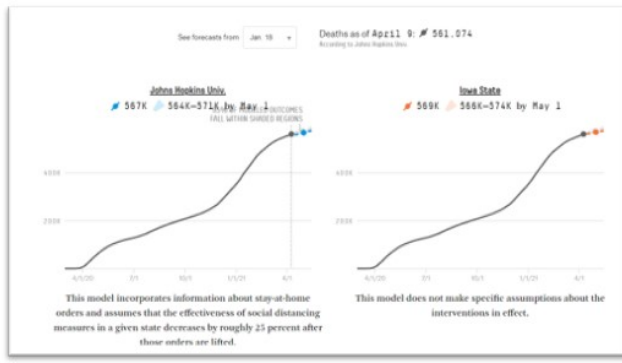 See forecasts from Jan. 18 Deaths as of April 9: 561,074
According to Johns Hopkins Univ.
Johns Hopkins Univ.
567K 564K–571K by May 1
OUTCOMES
FALL WITHIN SHADED REGIONS
400K
200K
4/1/20 7/1 10/1 1/1/21 4/1
This model incorporates information about stay-at-home
orders and assumes that the effectiveness of social distancing
measures in a given state decreases by roughly 25 percent after
those orders are lifted.
Iowa State
569K 566K–574K by May 1
400K
200K
4/1/20 7/1 10/1 1/1/21 4/1
This model does not make specific assumptions about the
interventions in effect.